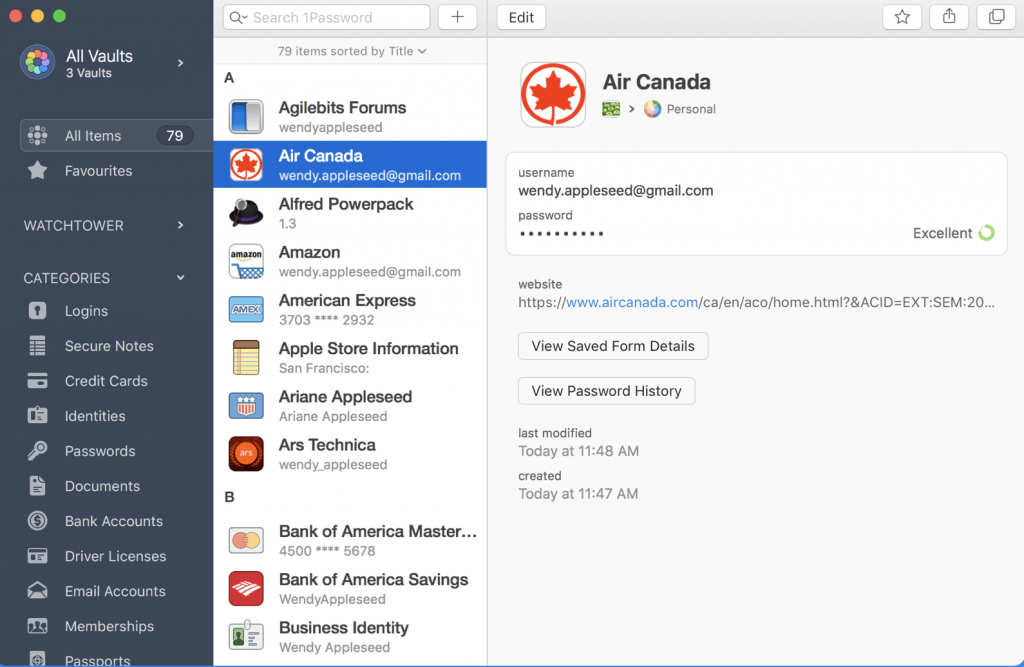 All Vaults
3 Vaults
All Items 79
Favourites
WATCHTOWER
CATEGORIES
Logins
Secure Notes
Credit Cards
Identities
Passwords
Documents
Bank Accounts
Driver Licenses
Email Accounts
Memberships
Passports
Search 1Password
79 items sorted by Title
A
Agilebits Forums
wendyappleseed
Air Canada
wendy.appleseed@gmail.com
Alfred Powerpack
1.3
amazon
Amazon
wendy.appleseed@gmail.com
AMEX
American Express
3703 **** 2932
Apple Store Information
San Francisco:
Ariane Appleseed
Ariane Appleseed
ars
Ars Technica
wendy_appleseed
B
Bank of America Master...
4500 **** 5678
Bank of America Savings
WendyAppleseed
Business Identity
Wendy Appleseed
Edit
Air Canada
Personal
username
wendy.appleseed@gmail.com
password
••••••••••
Excellent
website
https://www.aircanada.com/ca/en/aco/home.html?&ACID=EXT:SEM:20...
View Saved Form Details
View Password History
last modified
Today at 11:48 AM
created
Today at 11:47 AM